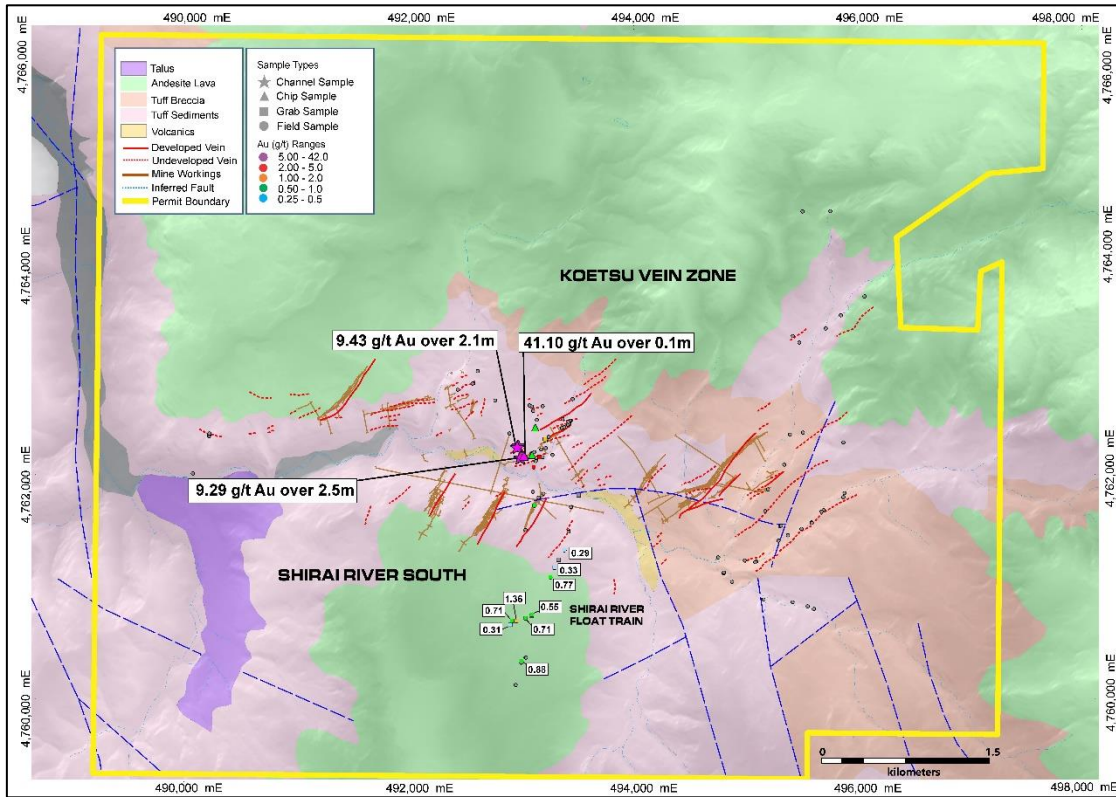 490,000 mE
492,000 mE
494,000 mE
496,000 mE
498,000 mE
4,766,000 mE
4,764,000 mE
4,762,000 mE
4,760,000 mE
4,766,000 mE
4,764,000 mE
4,762,000 mE
4,760,000 mE
Talus
Andesite Lava
Tuff Breccia
Tuff Sediments
Volcanics
Developed Vein
Undeveloped Vein
Mine Workings
Inferred Fault
Permit Boundary
Sample Types
Channel Sample
Chip Sample
Grab Sample
Field Sample
Au (g/t) Ranges
5.00 - 42.0
2.00 - 5.0
1.00 - 2.0
0.50 - 1.0
0.25 - 0.5
KOETSU VEIN ZONE
9.43 g/t Au over 2.1m
41.10 g/t Au over 0.1m
9.29 g/t Au over 2.5m
SHIRAI RIVER SOUTH
0.29
0.33
0.77
1.36
0.71
0.55
0.31
0.71
SHIRAI RIVER
FLOAT TRAIN
0.88
0
1.5
kilometers
490,000 mE
492,000 mE
494,000 mE
496,000 mE
498,000 mE